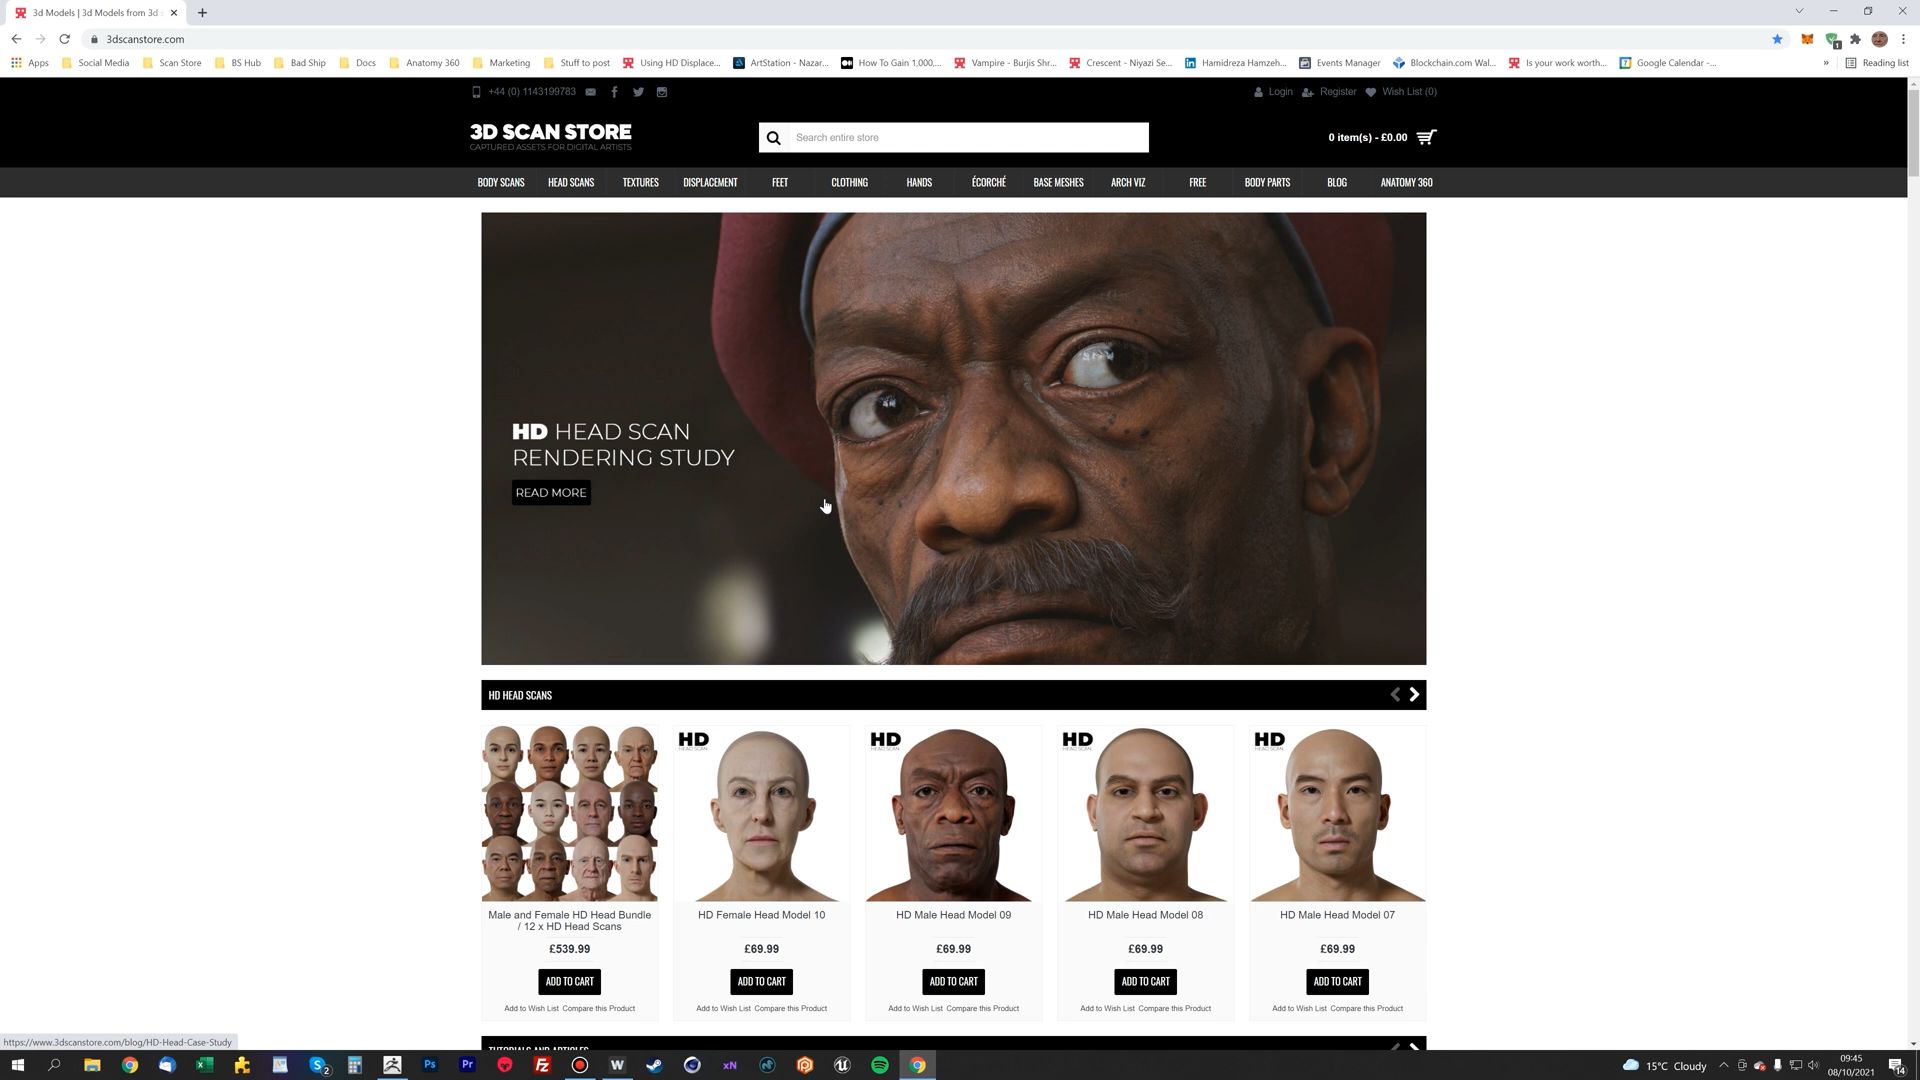 3d Models | 3d Models from 3d
3dscanstore.com
Apps Social Media Scan Store BS Hub Bad Ship Docs Anatomy 360 Marketing Stuff to post Using HD Displace... ArtStation - Nazar... How To Gain 1,000,... Vampire - Burjis Shr... Crescent - Niyazi Se... Hamidreza Hamzeh... Events Manager Blockchain.com Wal... Is your work worth... Google Calendar -... » Reading list
+44 (0) 1143199783 Login Register Wish List (0)
3D SCAN STORE
CAPTURED ASSETS FOR DIGITAL ARTISTS
Search entire store
0 item(s) - £0.00
BODY SCANS HEAD SCANS TEXTURES DISPLACEMENT FEET CLOTHING HANDS ÉCORCHÉ BASE MESHES ARCH VIZ FREE BODY PARTS BLOG ANATOMY 360
HD HEAD SCAN
RENDERING STUDY
READ MORE
HD HEAD SCANS
HD HD HD HD
HEAD SCAN HEAD SCAN HEAD SCAN HEAD SCAN
Male and Female HD Head Bundle HD Female Head Model 10 HD Male Head Model 09 HD Male Head Model 08 HD Male Head Model 07
/ 12 x HD Head Scans
£539.99 £69.99 £69.99 £69.99 £69.99
ADD TO CART ADD TO CART ADD TO CART ADD TO CART ADD TO CART
Add to Wish List Compare this Product Add to Wish List Compare this Product Add to Wish List Compare this Product Add to Wish List Compare this Product Add to Wish List Compare this Product
TUTORIALS AND ARTICLES
https://www.3dscanstore.com/blog/HD-Head-Case-Study
15°C Cloudy
09:45
08/10/2021
14